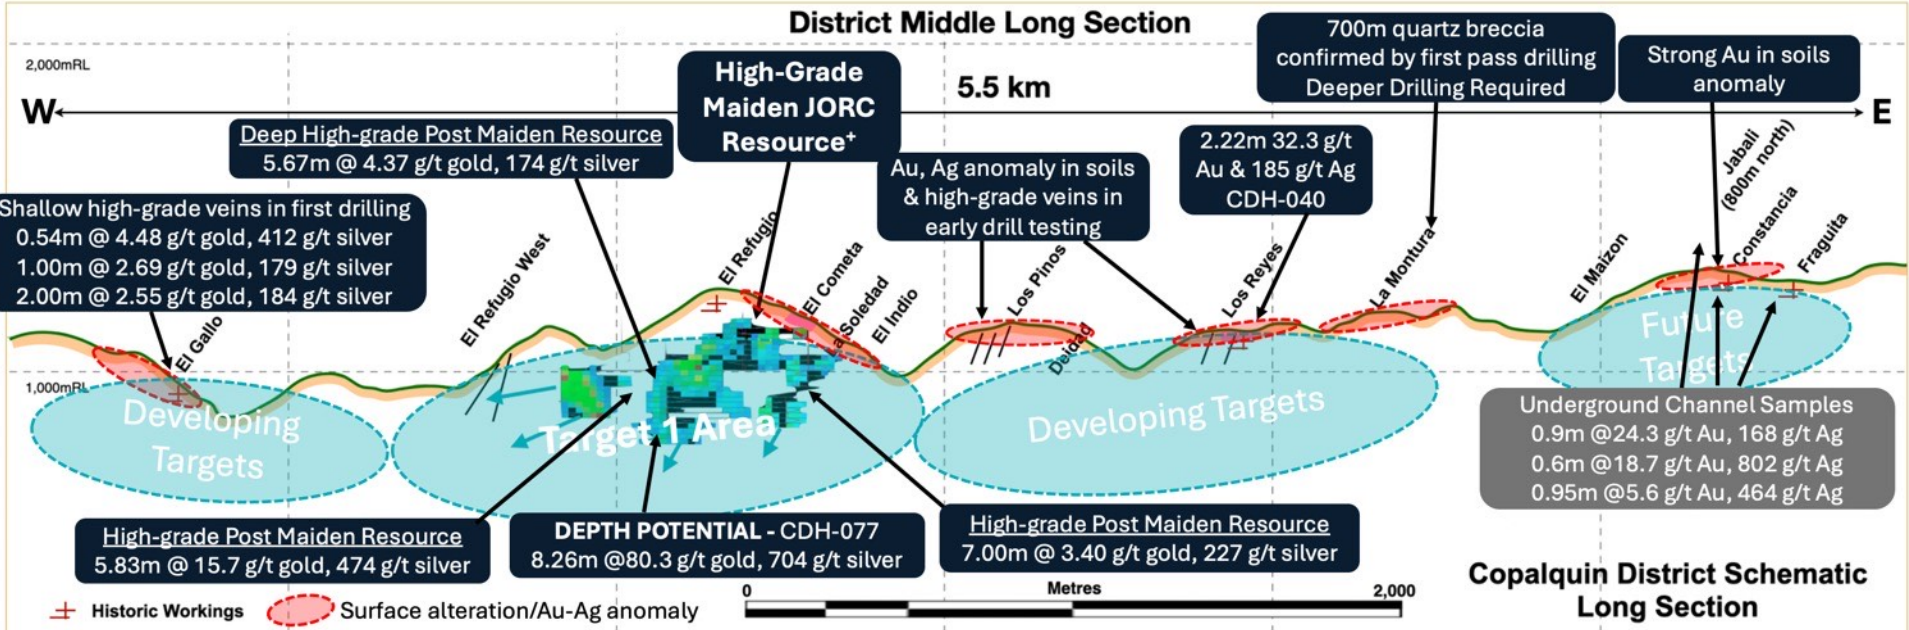 District Middle Long Section
2,000mRL
W
5.5 km
E
High-Grade
Maiden JORC
Resource⁺
700m quartz breccia
confirmed by first pass drilling
Deeper Drilling Required
Strong Au in soils
anomaly
Deep High-grade Post Maiden Resource
5.67m @ 4.37 g/t gold, 174 g/t silver
Au, Ag anomaly in soils
& high-grade veins in
early drill testing
2.22m 32.3 g/t
Au & 185 g/t Ag
CDH-040
Shallow high-grade veins in first drilling
0.54m @ 4.48 g/t gold, 412 g/t silver
1.00m @ 2.69 g/t gold, 179 g/t silver
2.00m @ 2.55 g/t gold, 184 g/t silver
El Gallo
El Refugio West
El Refugio
El Cometa
La Soledad
El Indio
Los Pinos
Deidad
Los Reyes
La Montura
El Maizon
Jabali
(800m north)
Constancia
Fraguita
1,000mRL
Developing
Targets
Target 1 Area
Developing Targets
Future
Targets
Underground Channel Samples
0.9m @24.3 g/t Au, 168 g/t Ag
0.6m @18.7 g/t Au, 802 g/t Ag
0.95m @5.6 g/t Au, 464 g/t Ag
High-grade Post Maiden Resource
5.83m @ 15.7 g/t gold, 474 g/t silver
DEPTH POTENTIAL - CDH-077
8.26m @80.3 g/t gold, 704 g/t silver
High-grade Post Maiden Resource
7.00m @ 3.40 g/t gold, 227 g/t silver
Historic Workings
Surface alteration/Au-Ag anomaly
0
Metres
2,000
Copalquin District Schematic
Long Section